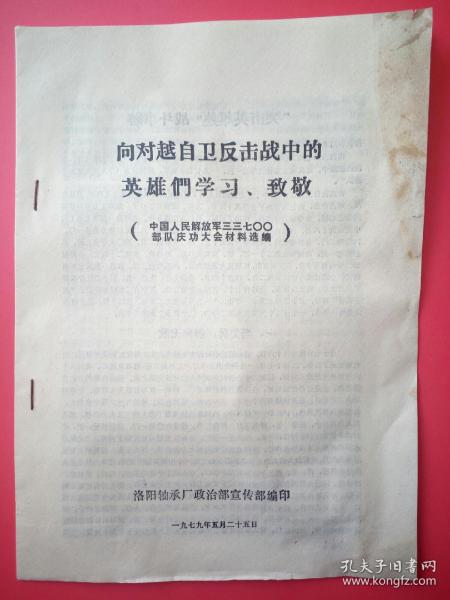 向对越自卫反击战中的
英雄們学习、致敬
(中国人民解放军三三七〇〇
部队庆功大会材料选编)
洛阳轴承厂政治部宣传部编印
一九七九年五月二十五日
孔夫子旧书网
www.kongfz.com